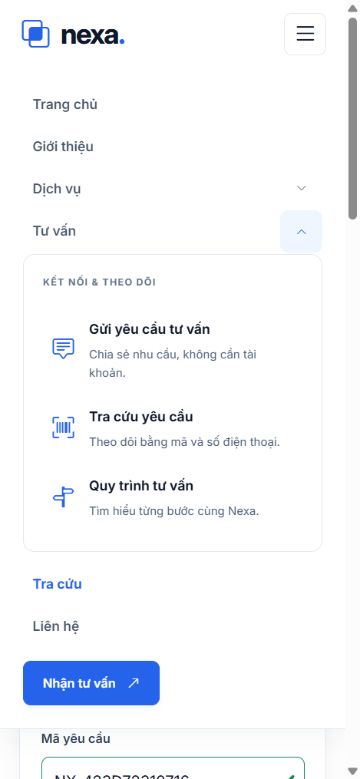 nexa.
Trang chủ
Giới thiệu
Dịch vụ
Tư vấn
KẾT NỐI & THEO DÕI
Gửi yêu cầu tư vấn
Chia sẻ nhu cầu, không cần tài
khoản.
Tra cứu yêu cầu
Theo dõi bằng mã và số điện thoại.
Quy trình tư vấn
Tìm hiểu từng bước cùng Nexa.
Tra cứu
Liên hệ
Nhận tư vấn
Mã yêu cầu